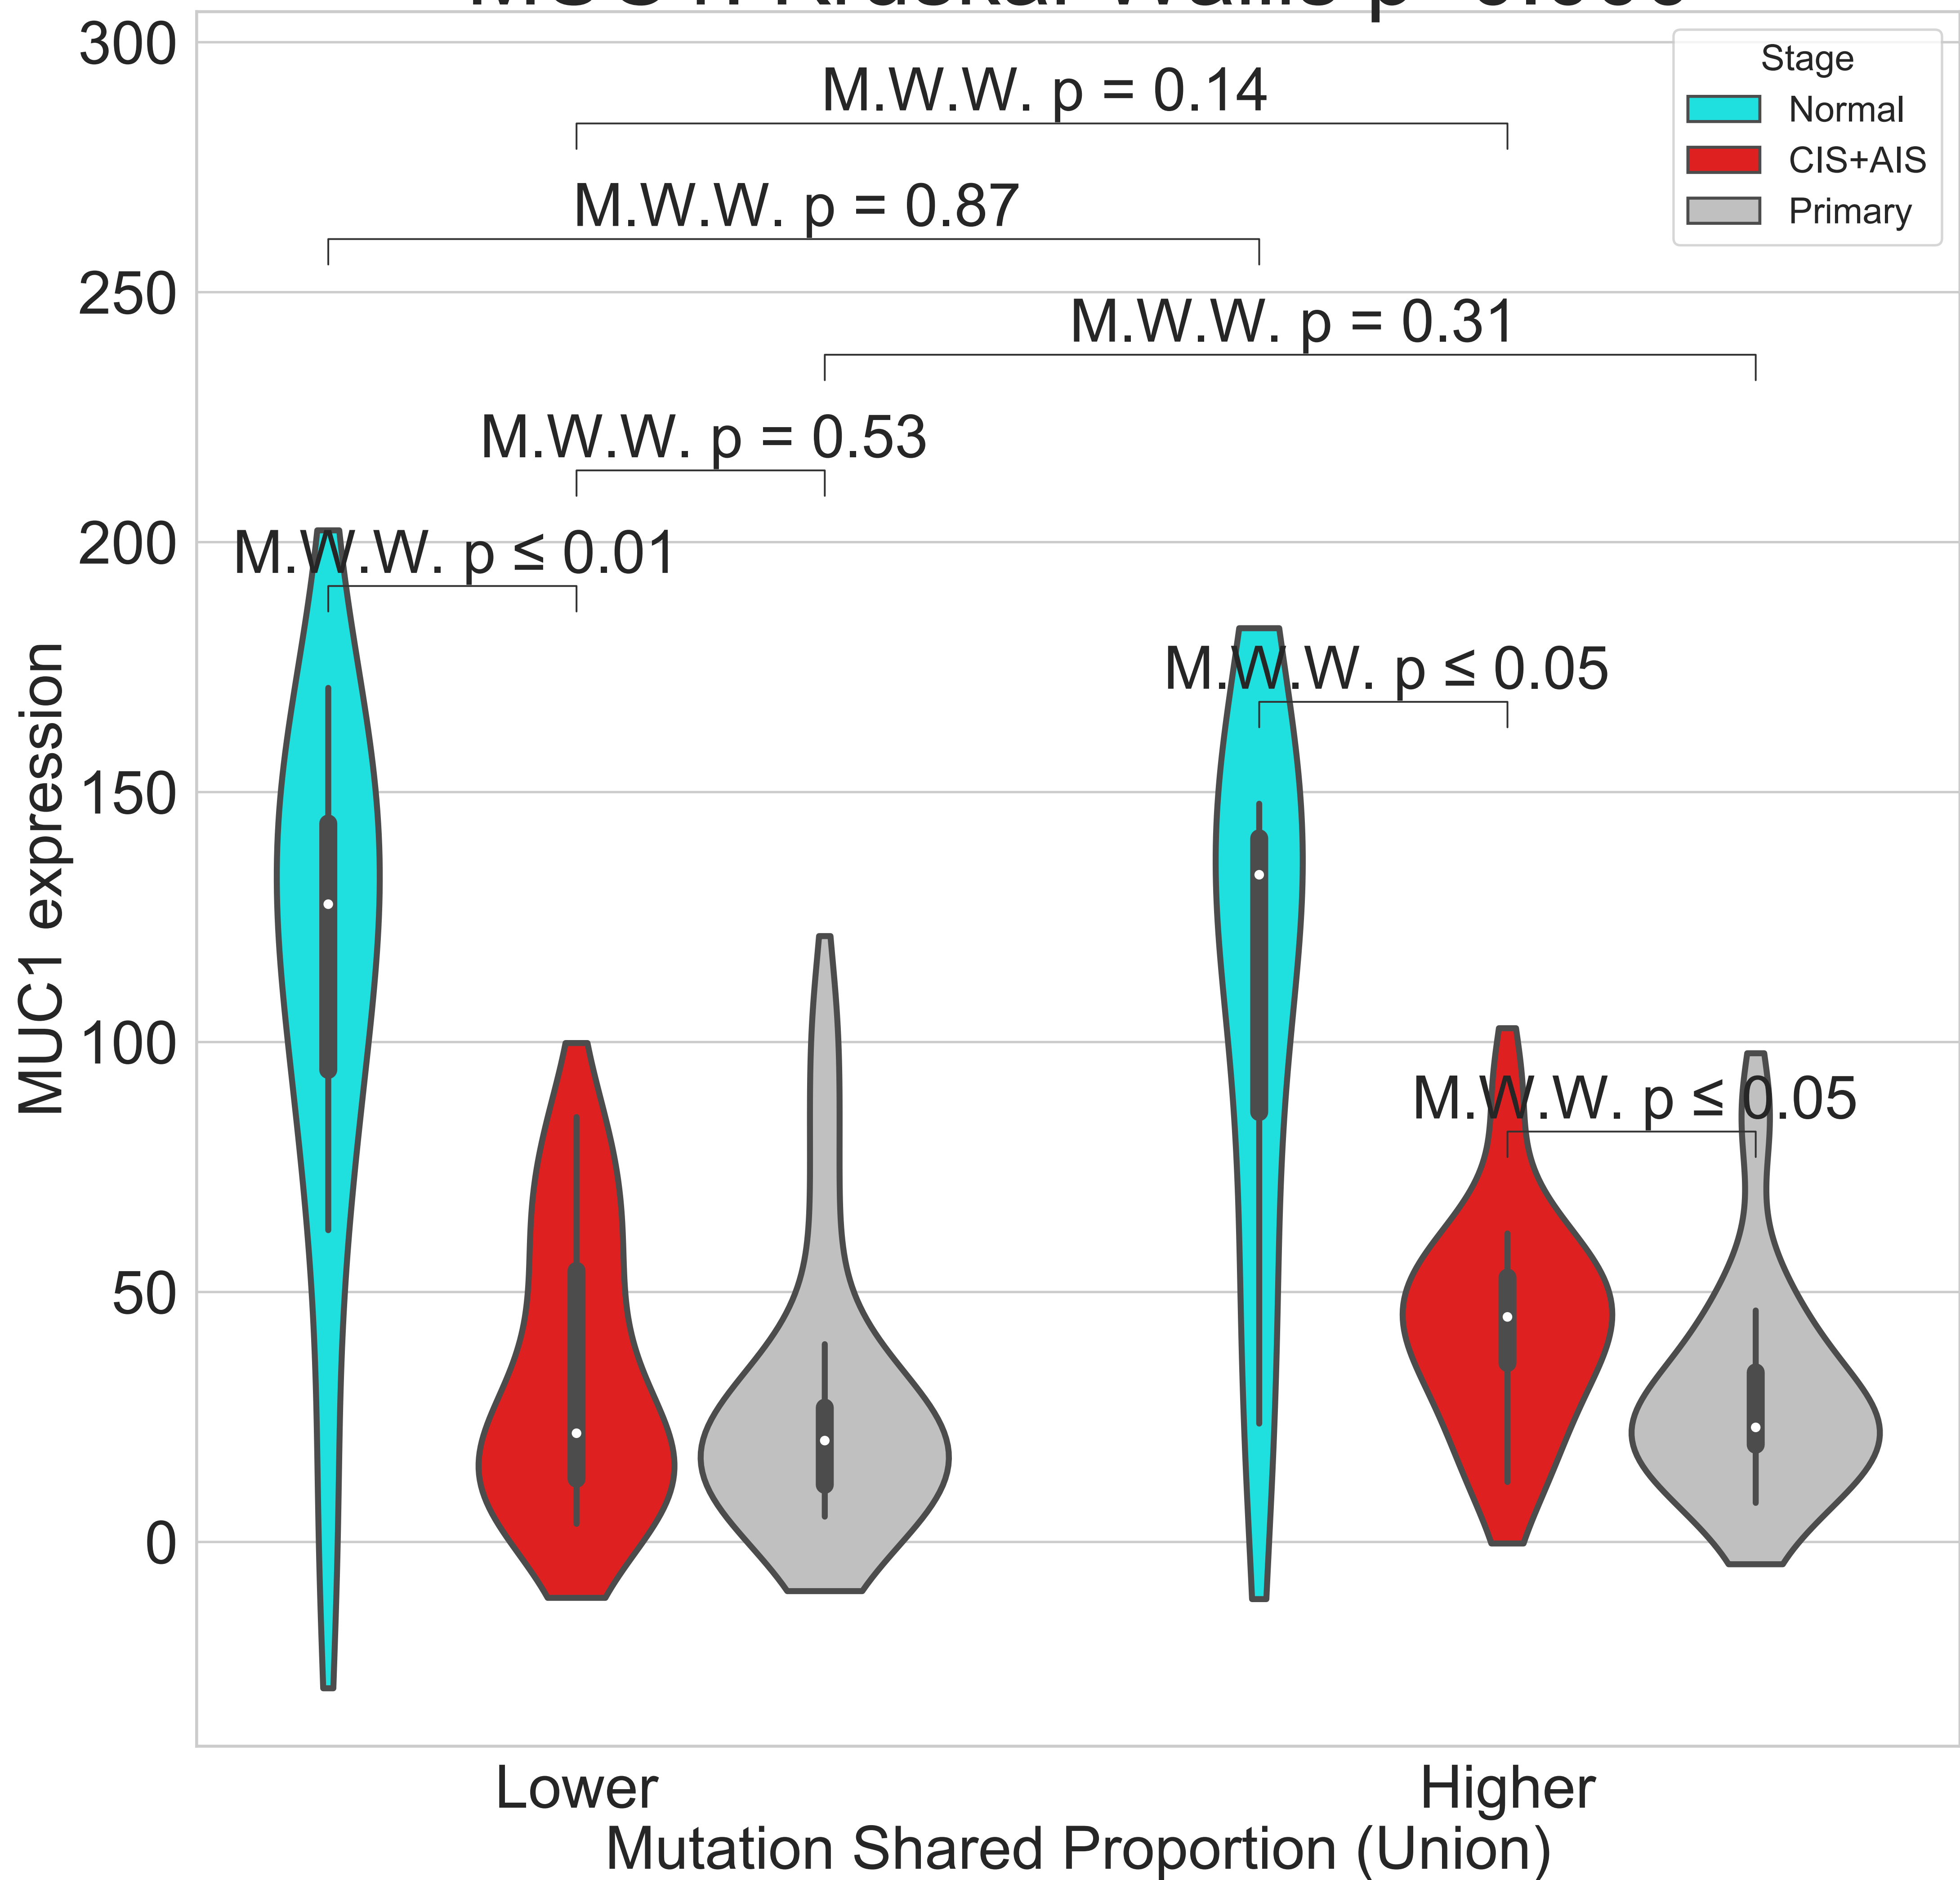 300
250
200
150
100
50
0
MUC1 expression
M.W.W. p = 0.14
M.W.W. p = 0.87
M.W.W. p = 0.31
M.W.W. p = 0.53
M.W.W. p ≤ 0.01
M.W.W. p ≤ 0.05
M.W.W. p ≤ 0.05
Stage
Normal
CIS+AIS
Primary
Lower
Higher
Mutation Shared Proportion (Union)